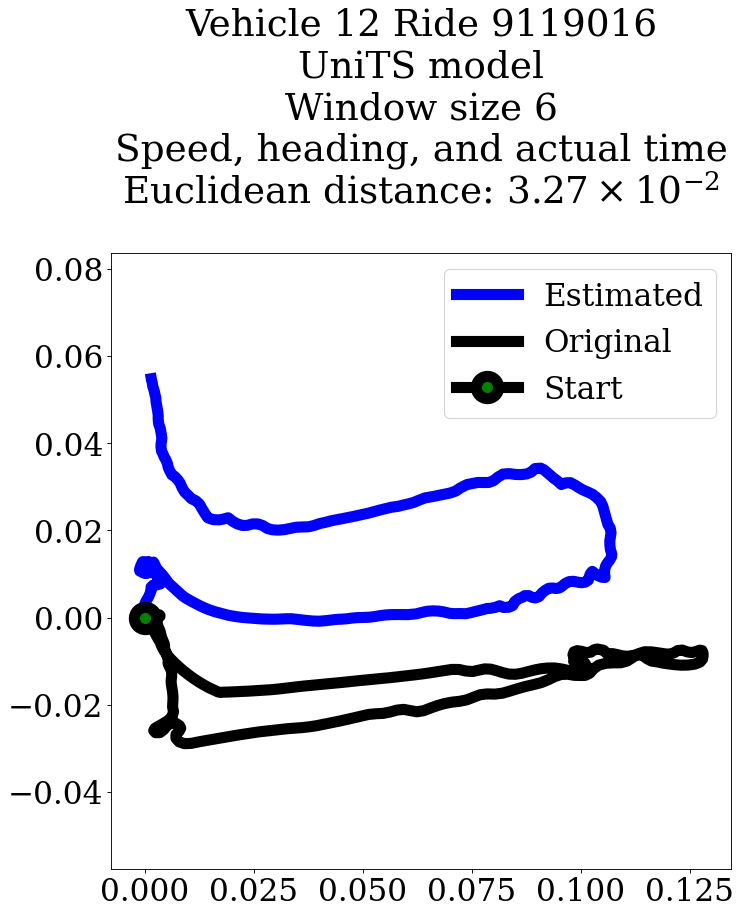 Vehicle 12 Ride 9119016
UniTS model
Window size 6
Speed, heading, and actual time
Euclidean distance: 3.27 × 10⁻²
Estimated
Original
Start
0.08
0.06
0.04
0.02
0.00
−0.02
−0.04
0.000 0.025 0.050 0.075 0.100 0.125